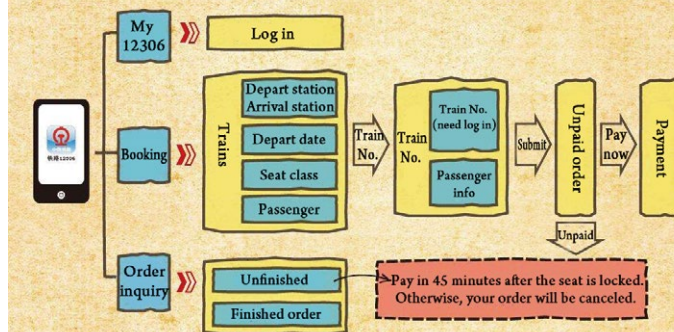 My
12306
Log in
铁路12306
Booking
Trains
Depart station
Arrival station
Depart date
Seat class
Passenger
Train
No.
Train
No.
Train No.
(need log in)
Passenger
info
Submit
Unpaid order
Pay
now
Payment
Unpaid
Order
inquiry
Unfinished
Finished order
Pay in 45 minutes after the seat is locked.
Otherwise, your order will be canceled.